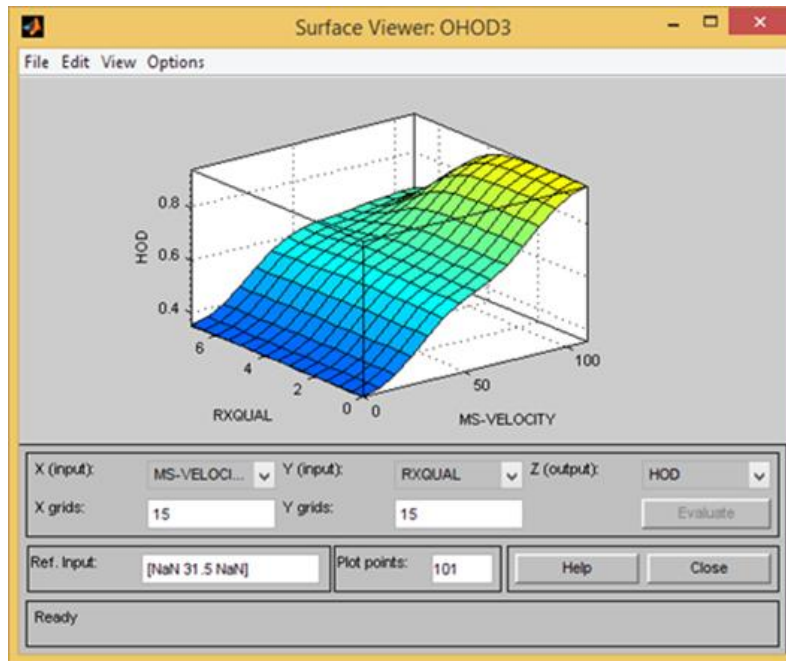 Surface Viewer: OHOD3
File Edit View Options
0.8
0.6
0.4
HOD
6
4
2
0
0
50
100
RXQUAL
MS-VELOCITY
X (input):
MS-VELOCI...
Y (input):
RXQUAL
Z (output):
HOD
X grids:
15
Y grids:
15
Evaluate
Ref. Input:
[NaN 31.5 NaN]
Plot points:
101
Help
Close
Ready